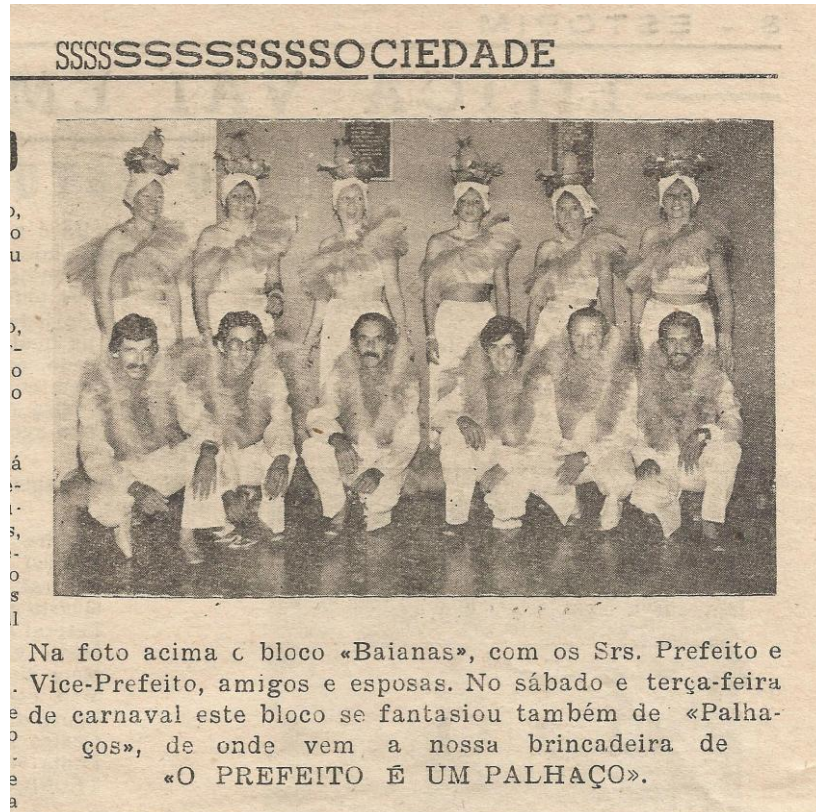 SSSSSSSSSSSSSOCIEDADE
Na foto acima o bloco «Baianas», com os Srs. Prefeito e
Vice-Prefeito, amigos e esposas. No sábado e terça-feira
de carnaval este bloco se fantasiou também de «Palha-
ços», de onde vem a nossa brincadeira de
«O PREFEITO É UM PALHAÇO».